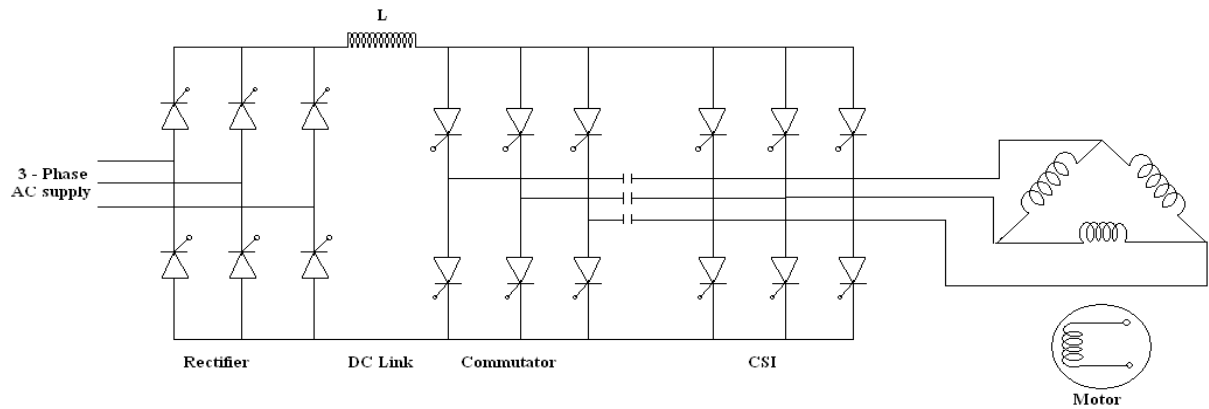 L
3 - Phase
AC supply
Rectifier
DC Link
Commutator
CSI
Motor